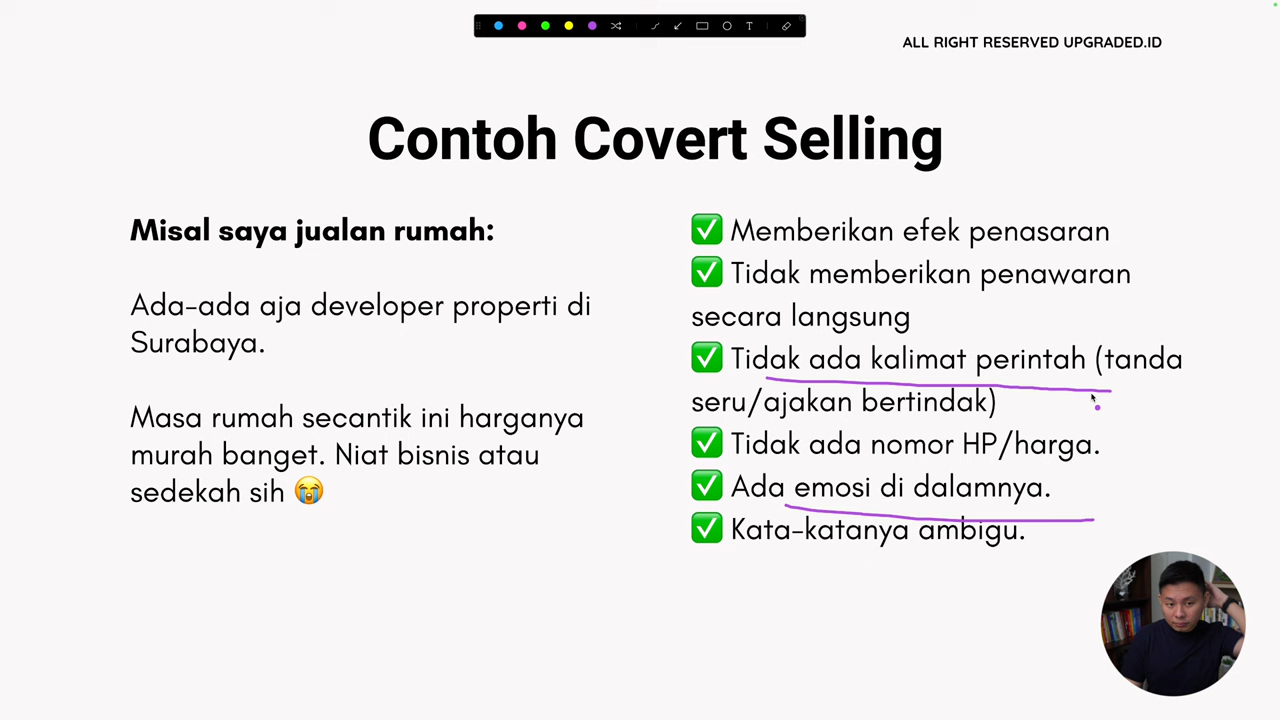 T
ALL RIGHT RESERVED UPGRADED.ID
Contoh Covert Selling
Misal saya jualan rumah:
Ada-ada aja developer properti di
Surabaya.
Masa rumah secantik ini harganya
murah banget. Niat bisnis atau
sedekah sih 😭
✅ Memberikan efek penasaran
✅ Tidak memberikan penawaran
secara langsung
✅ Tidak ada kalimat perintah (tanda
seru/ajakan bertindak)
✅ Tidak ada nomor HP/harga.
✅ Ada emosi di dalamnya.
✅ Kata-katanya ambigu.